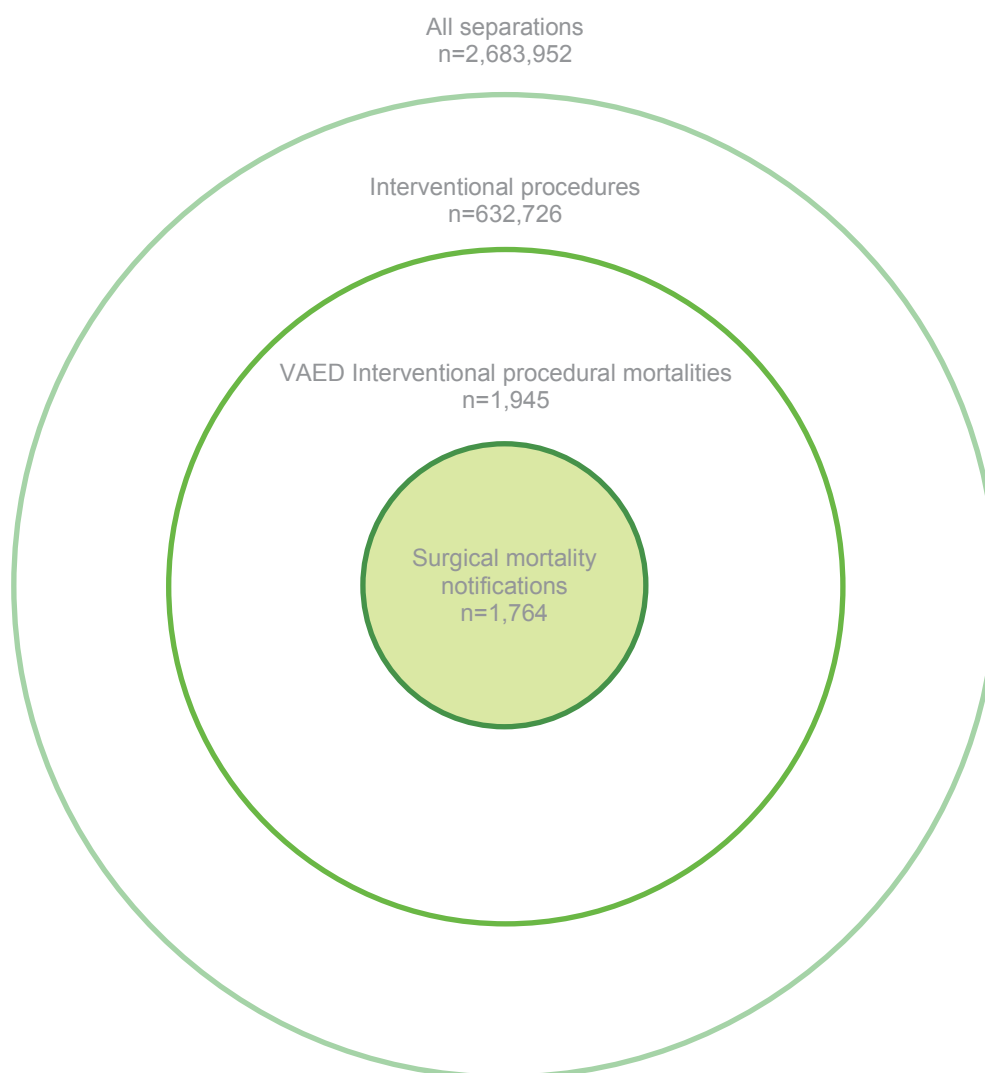 All separations
n=2,683,952
Interventional procedures
n=632,726
VAED Interventional procedural mortalities
n=1,945
Surgical mortality
notifications
n=1,764